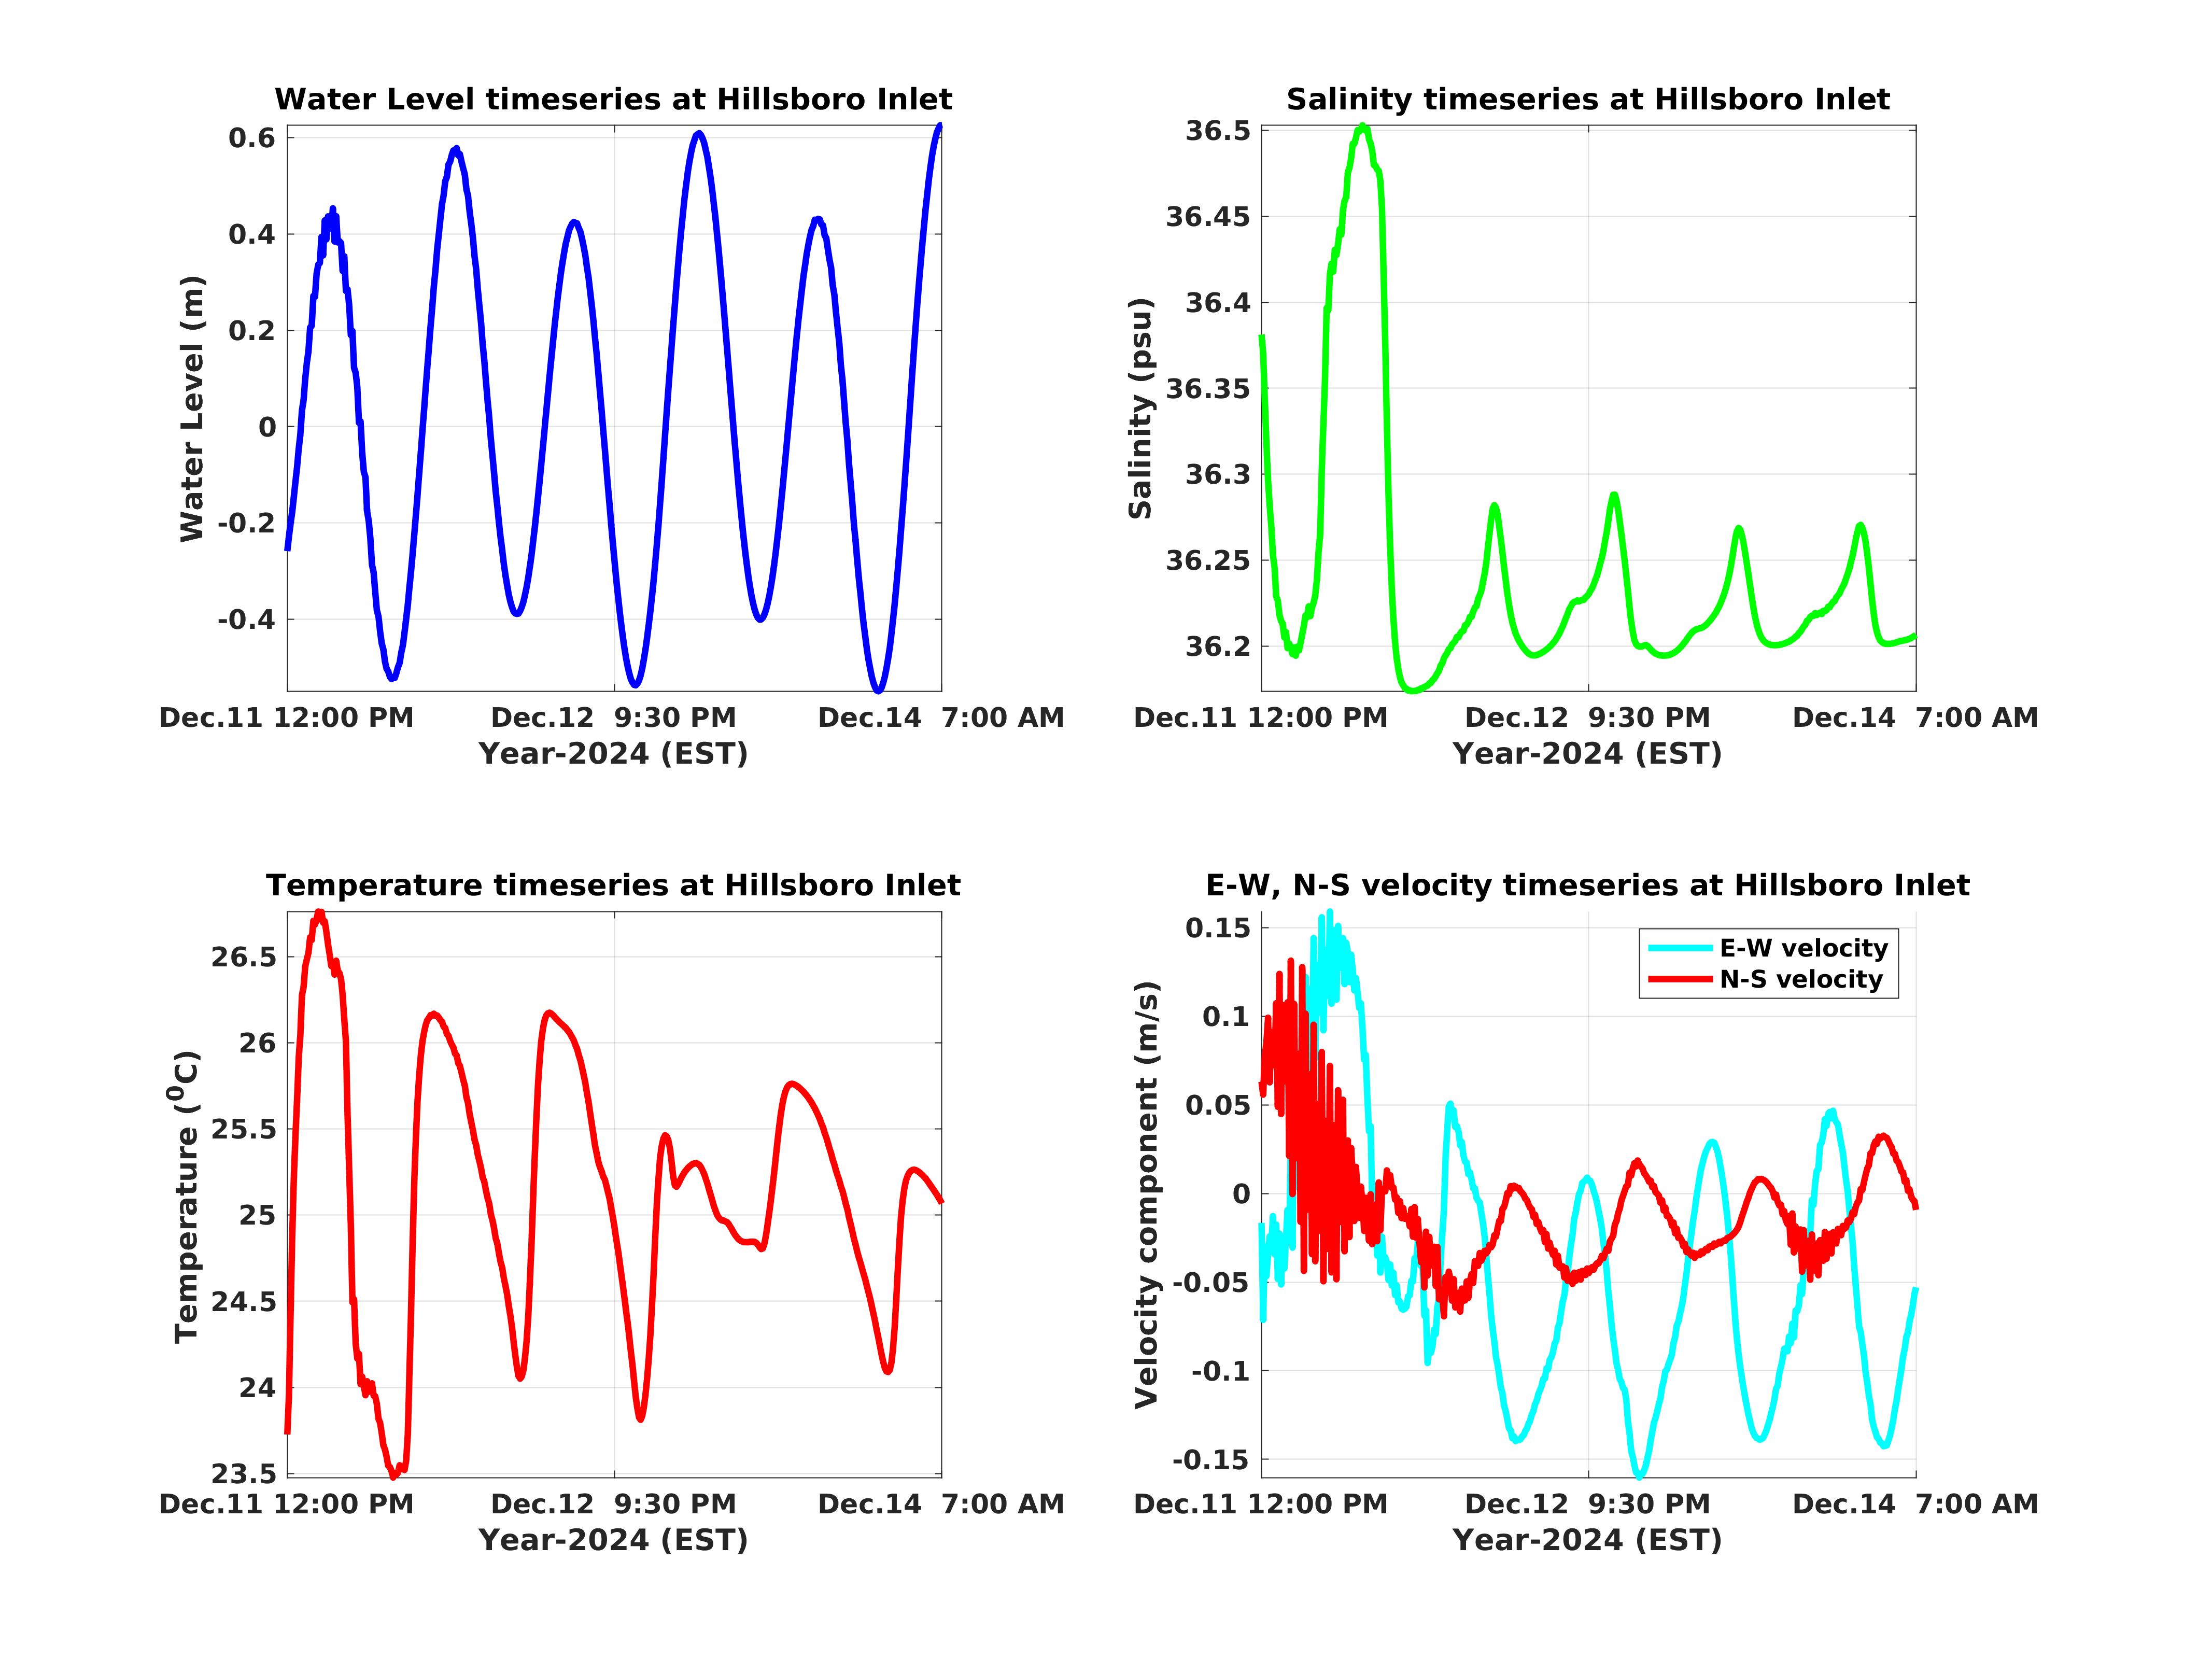 Water Level timeseries at Hillsboro Inlet
0.6
0.4
0.2
0
-0.2
-0.4
Water Level (m)
Dec.11 12:00 PM Dec.12 9:30 PM Dec.14 7:00 AM
Year-2024 (EST)
Salinity timeseries at Hillsboro Inlet
36.5
36.45
36.4
36.35
36.3
36.25
36.2
Salinity (psu)
Dec.11 12:00 PM Dec.12 9:30 PM Dec.14 7:00 AM
Year-2024 (EST)
Temperature timeseries at Hillsboro Inlet
26.5
26
25.5
25
24.5
24
23.5
Temperature (⁰C)
Dec.11 12:00 PM Dec.12 9:30 PM Dec.14 7:00 AM
Year-2024 (EST)
E-W, N-S velocity timeseries at Hillsboro Inlet
E-W velocity
N-S velocity
0.15
0.1
0.05
0
-0.05
-0.1
-0.15
Velocity component (m/s)
Dec.11 12:00 PM Dec.12 9:30 PM Dec.14 7:00 AM
Year-2024 (EST)